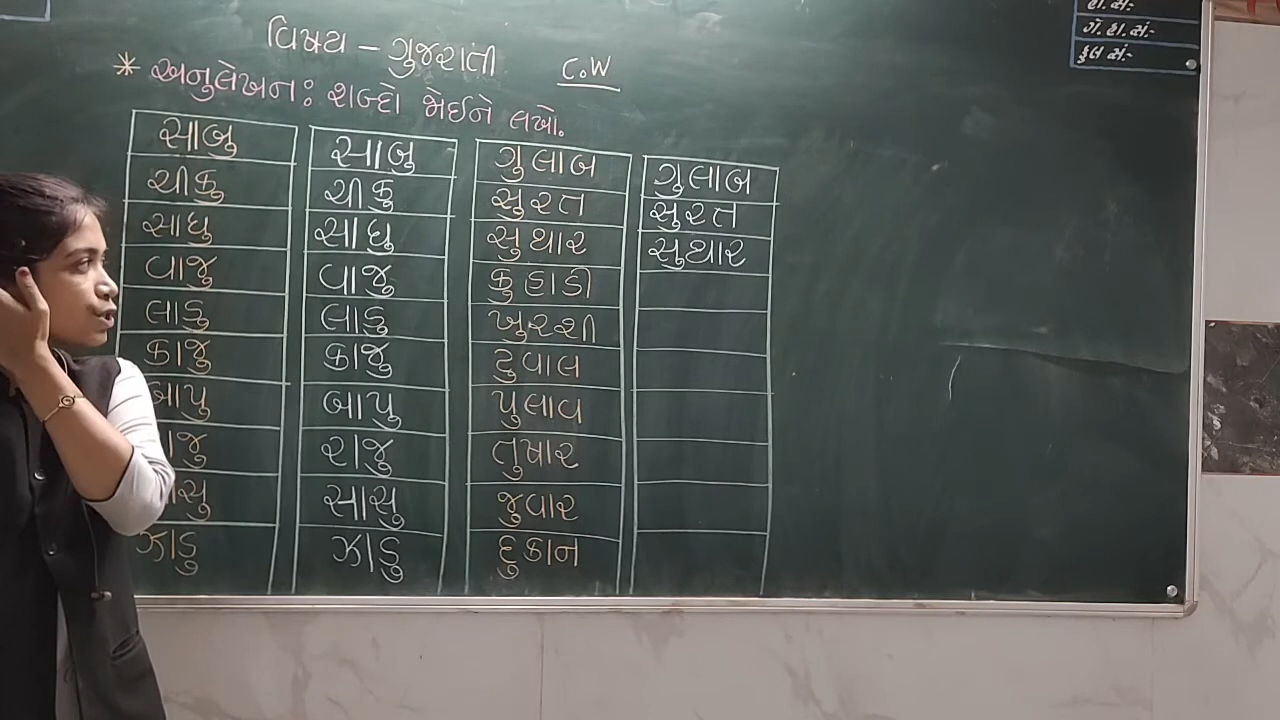 વિષય – ગુજરાતી C.W
* અનુલેખન : શબ્દો જોઈને લખો.
સાબુ સાબુ ગુલાબ ગુલાબ
ચીકુ ચીકુ સુરત સુરત
સાધુ સાધુ સુથાર સુથાર
વાજુ વાજુ કુહાડી
લાડુ લાડુ ખુરશી
કાજુ કાજુ ટુવાલ
બાપુ બાપુ પુલાવ
રાજુ તુષાર
સાસુ જુવાર
ઝાડુ ઝાડુ દુકાન
હા. સં:-
ગે. હા. સં:-
કુલ સં:-